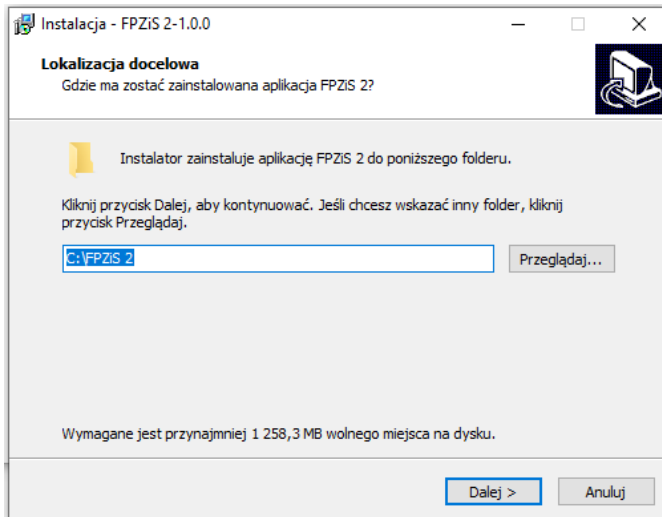 Instalacja - FPZiS 2-1.0.0
Lokalizacja docelowa
Gdzie ma zostać zainstalowana aplikacja FPZiS 2?
Instalator zainstaluje aplikację FPZiS 2 do poniższego folderu.
Kliknij przycisk Dalej, aby kontynuować. Jeśli chcesz wskazać inny folder, kliknij
przycisk Przeglądaj.
C:\FPZiS 2
Przeglądaj...
Wymagane jest przynajmniej 1 258,3 MB wolnego miejsca na dysku.
Dalej >
Anuluj